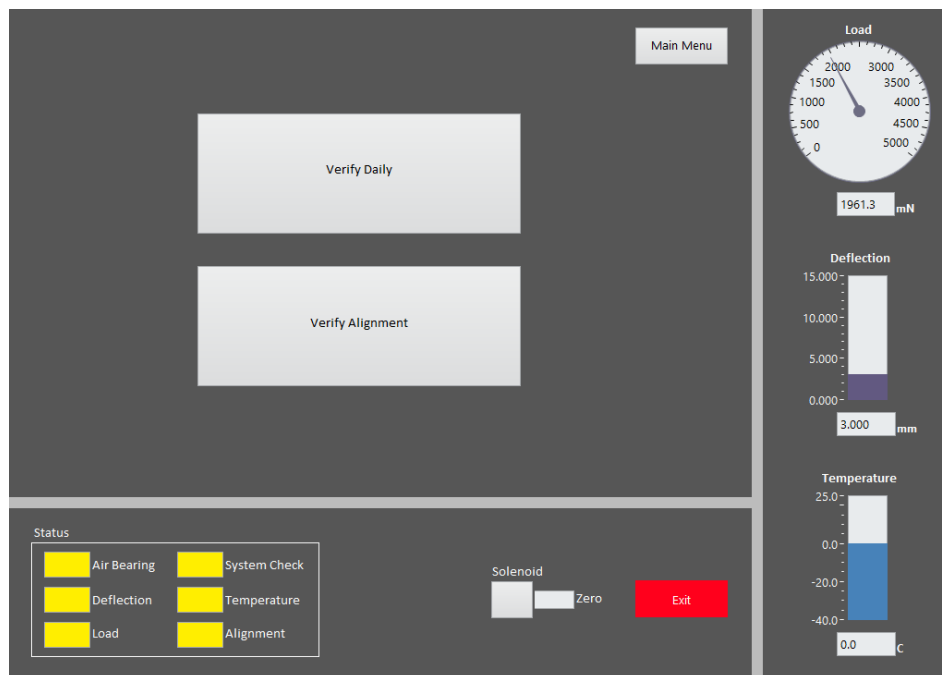 Main Menu
Verify Daily
Verify Alignment
Status
Air Bearing
System Check
Deflection
Temperature
Load
Alignment
Solenoid
Zero
Exit
Load
2000 3000
1500 3500
1000 4000
500 4500
0 5000
1961.3 mN
Deflection
15.000
10.000
5.000
0.000
3.000 mm
Temperature
25.0
0.0
-20.0
-40.0
0.0 C